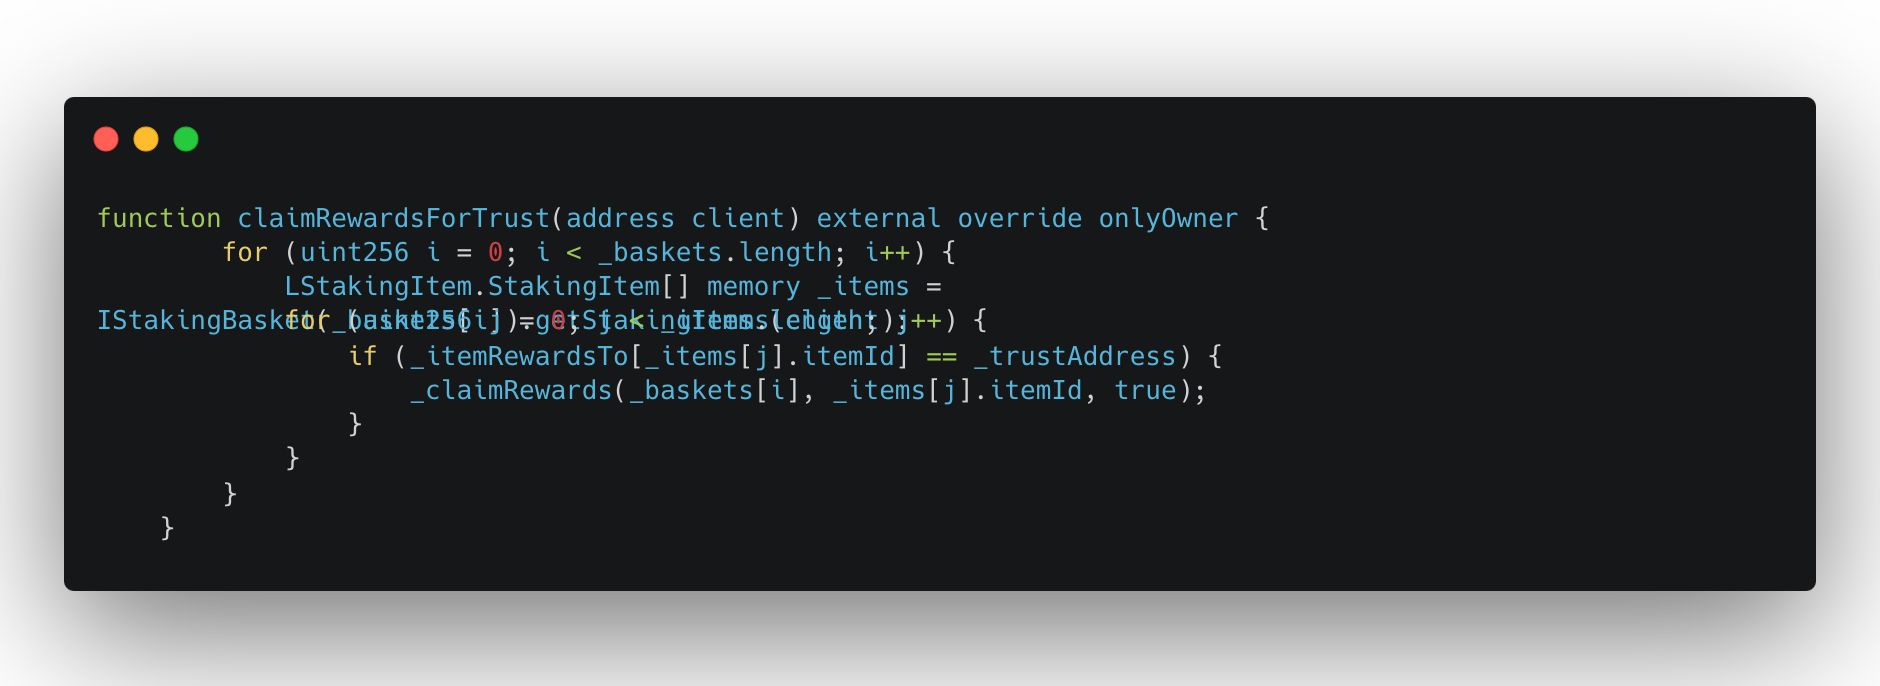 function claimRewardsForTrust(address client) external override onlyOwner {
for (uint256 i = 0; i < _baskets.length; i++) {
LStakingItem.StakingItem[] memory _items =
IStakingBasket(_baskets[i]).getStakingItems(client);
for (uint256 j = 0; j < _items.length; j++) {
if (_itemRewardsTo[_items[j].itemId] == _trustAddress) {
_claimRewards(_baskets[i], _items[j].itemId, true);
}
}
}
}